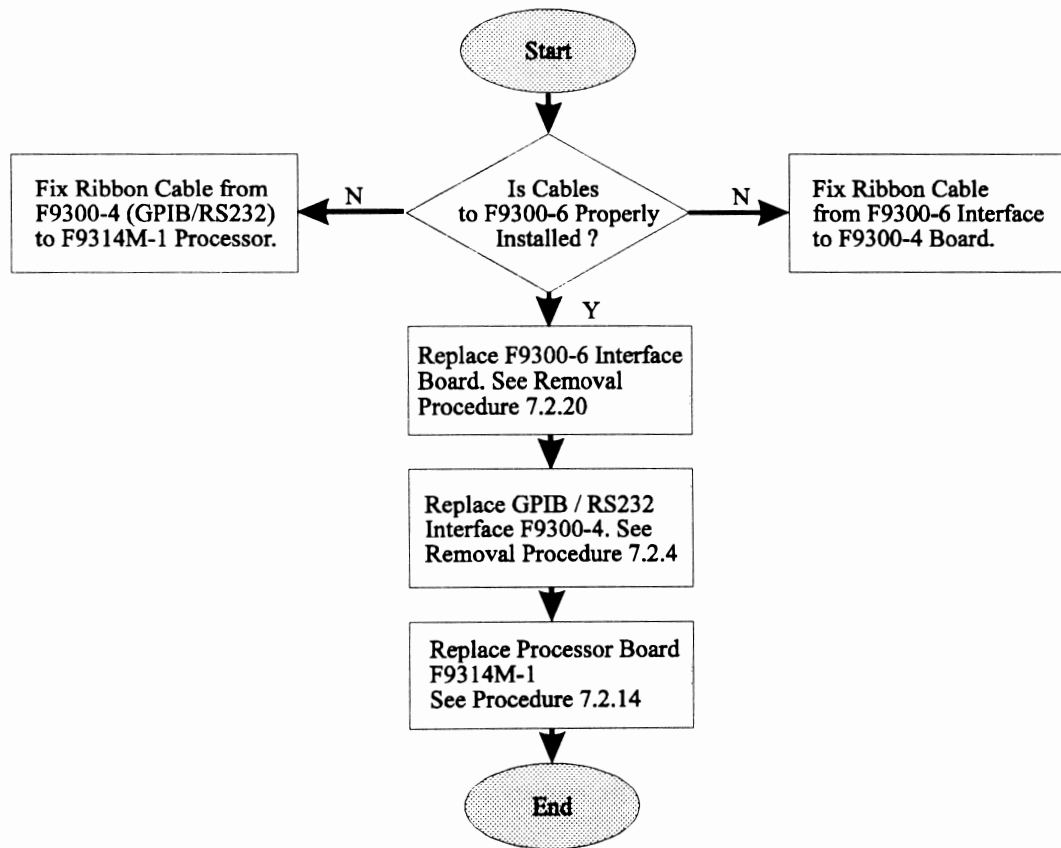 Start
Fix Ribbon Cable from
F9300-4 (GPIB/RS232)
to F9314M-1 Processor.
N
Is Cables
to F9300-6 Properly
Installed ?
N
Fix Ribbon Cable
from F9300-6 Interface
to F9300-4 Board.
Y
Replace F9300-6 Interface
Board. See Removal
Procedure 7.2.20
Replace GPIB / RS232
Interface F9300-4. See
Removal Procedure 7.2.4
Replace Processor Board
F9314M-1
See Procedure 7.2.14
End